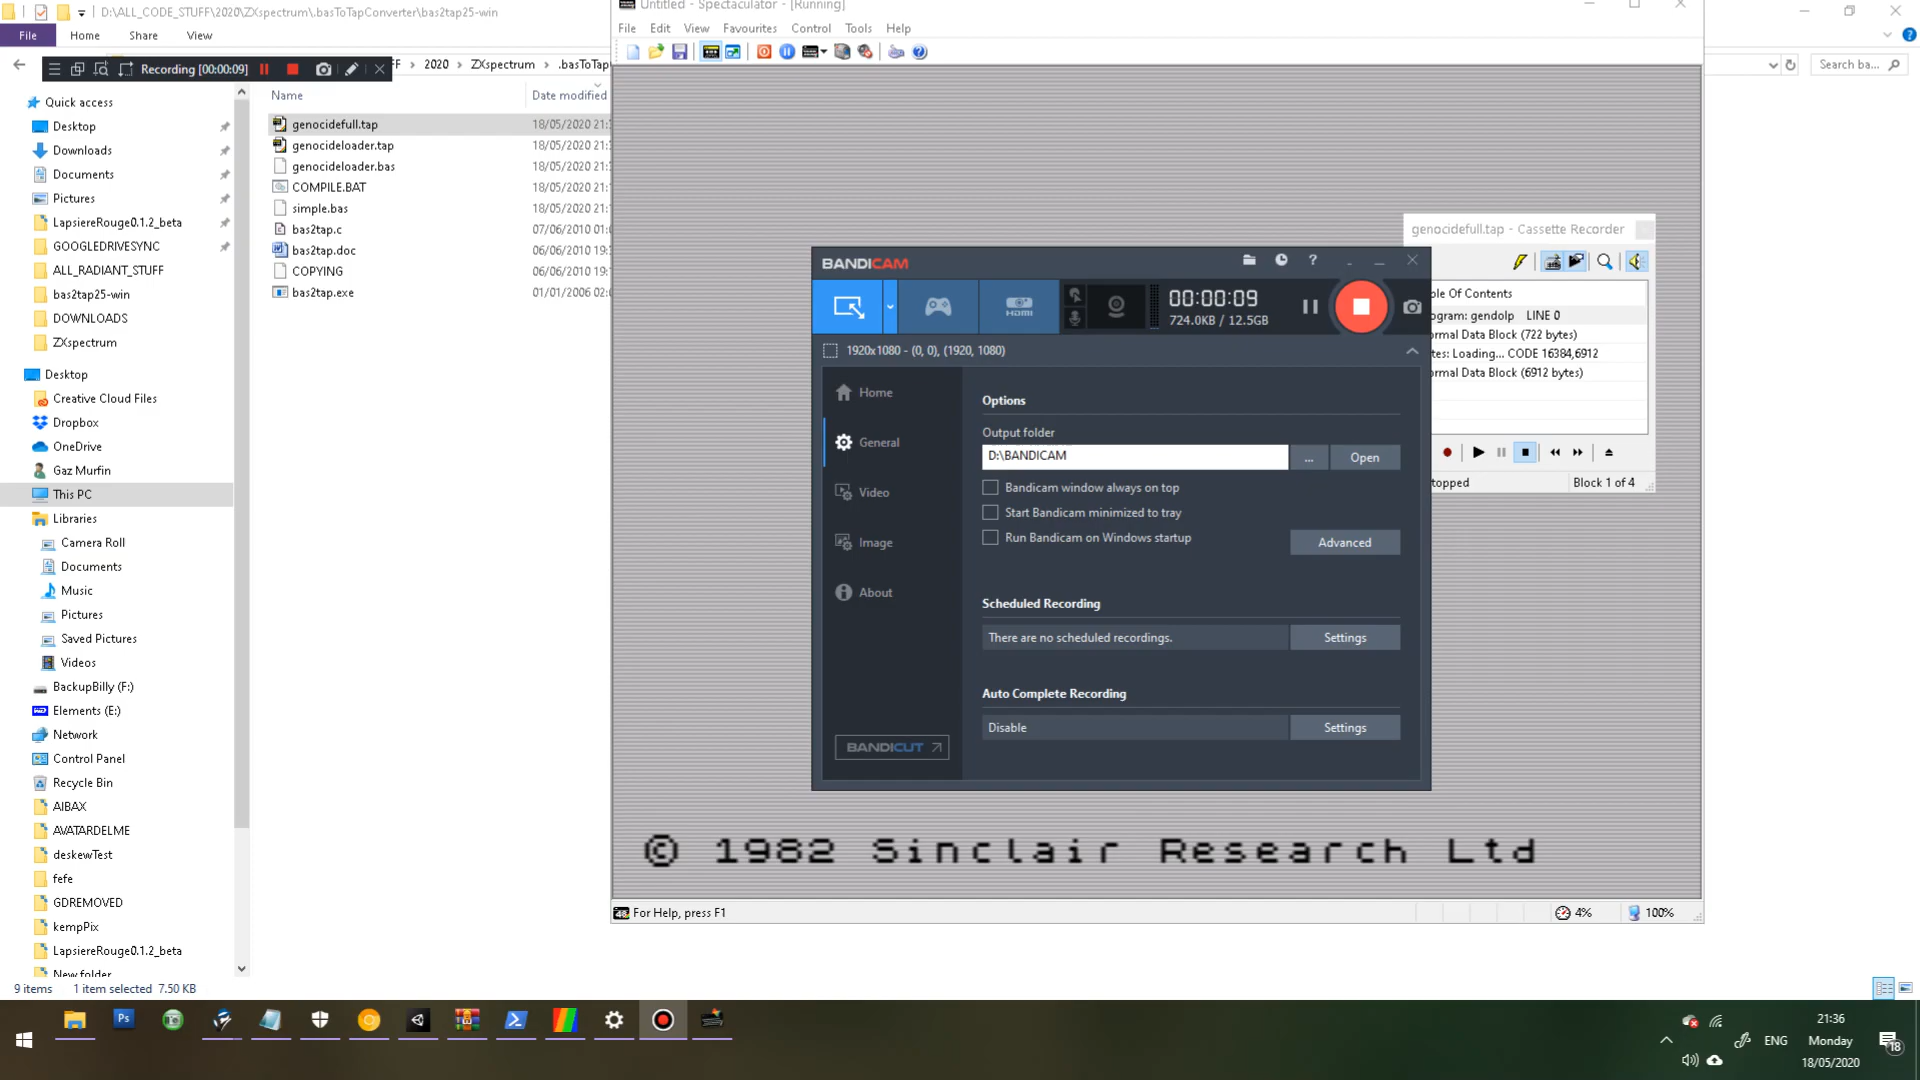 D:\ALL_CODE_STUFF\2020\ZXspectrum\.basToTapConverter\bas2tap25-win
File
Home
Share
View
Recording [00:00:09]
FF
2020
ZXspectrum
.basToTap
Search ba...
Quick access
Desktop
Downloads
Documents
Pictures
LapsiereRouge0.1.2_beta
GOOGLEDRIVESYNC
ALL_RADIANT_STUFF
bas2tap25-win
DOWNLOADS
ZXspectrum
Desktop
Creative Cloud Files
Dropbox
OneDrive
Gaz Murfin
This PC
Libraries
Camera Roll
Documents
Music
Pictures
Saved Pictures
Videos
BackupBilly (F:)
Elements (E:)
Network
Control Panel
Recycle Bin
AIBAX
AVATARDELME
deskewTest
fefe
GDREMOVED
kempPix
LapsiereRouge0.1.2_beta
New folder
Name
Date modified
genocidefull.tap
18/05/2020 21:
genocideloader.tap
18/05/2020 21:
genocideloader.bas
18/05/2020 21:
COMPILE.BAT
18/05/2020 21:
simple.bas
18/05/2020 21:
bas2tap.c
07/06/2010 03:
bas2tap.doc
06/06/2010 19:
COPYING
06/06/2010 19:
bas2tap.exe
01/01/2006 02:
9 items
1 item selected 7.50 KB
Untitled - Spectaculator - [Running]
File
Edit
View
Favourites
Control
Tools
Help
© 1982 Sinclair Research Ltd
For Help, press F1
4%
100%
genocidefull.tap - Cassette Recorder
ble Of Contents
ogram: gendolp LINE 0
ormal Data Block (722 bytes)
tes: Loading... CODE 16384,6912
ormal Data Block (6912 bytes)
topped
Block 1 of 4
BANDICAM
HDMI
00:00:09
724.0KB / 12.5GB
1920x1080 - (0, 0), (1920, 1080)
Home
General
Video
Image
About
BANDICUT
Options
Output folder
D:\BANDICAM
...
Open
Bandicam window always on top
Start Bandicam minimized to tray
Run Bandicam on Windows startup
Advanced
Scheduled Recording
There are no scheduled recordings.
Settings
Auto Complete Recording
Disable
Settings
Ps
ENG
21:36
Monday
18/05/2020
18